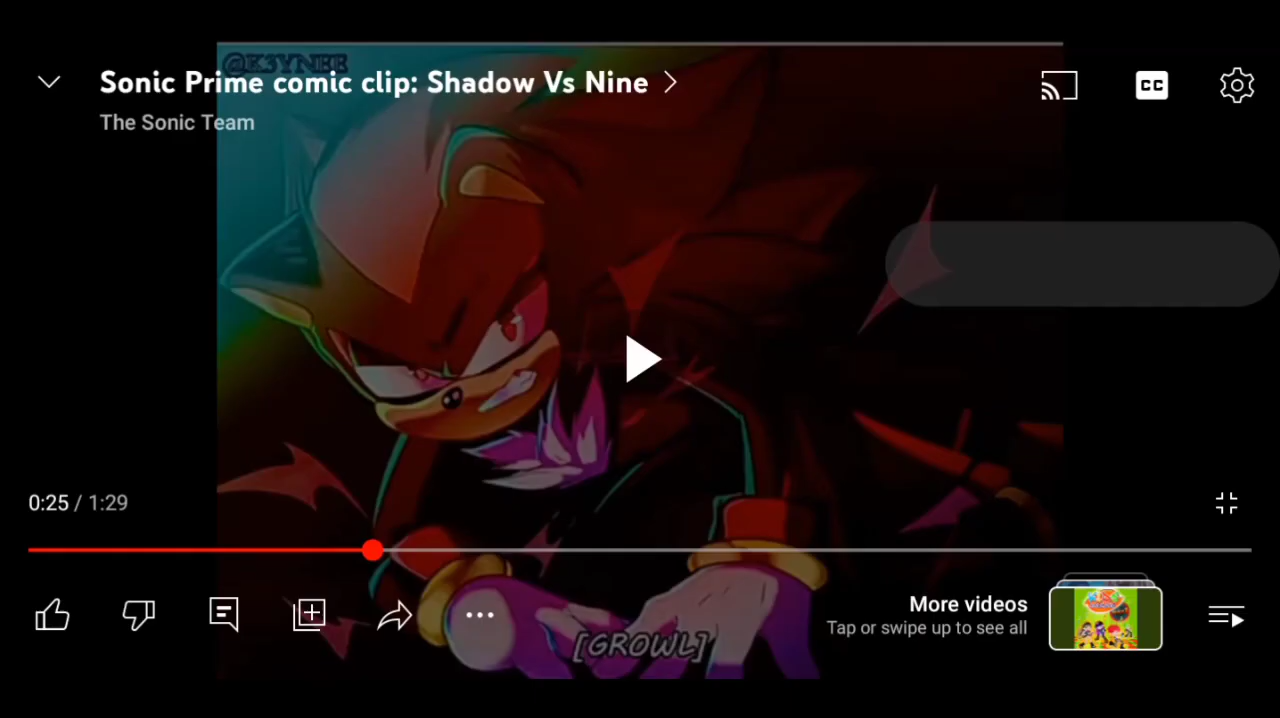 @K3YNEE
Sonic Prime comic clip: Shadow Vs Nine
CC
The Sonic Team
0:25 / 1:29
More videos
Tap or swipe up to see all
[GROWL]